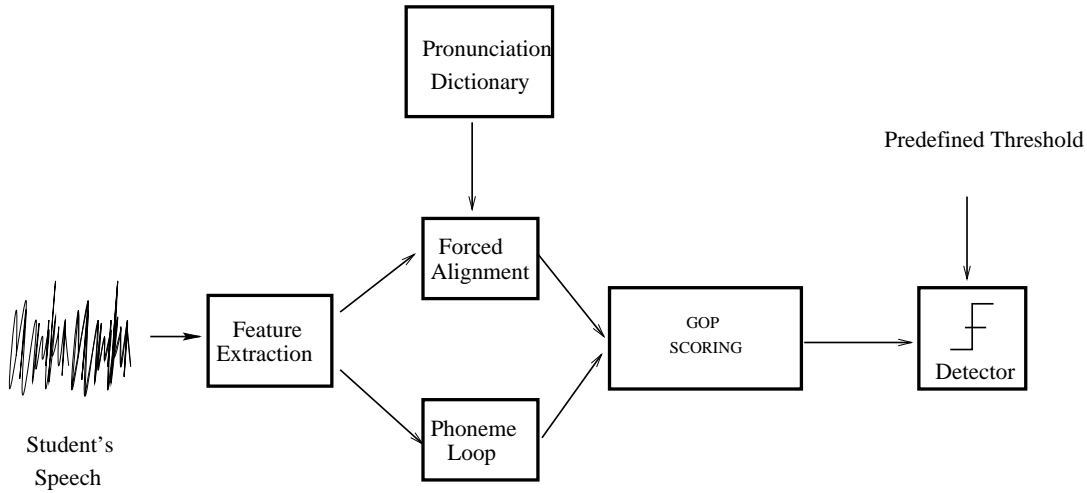 Pronunciation
Dictionary
Predefined Threshold
Forced
Alignment
Feature
Extraction
GOP
SCORING
Detector
Phoneme
Loop
Student's
Speech